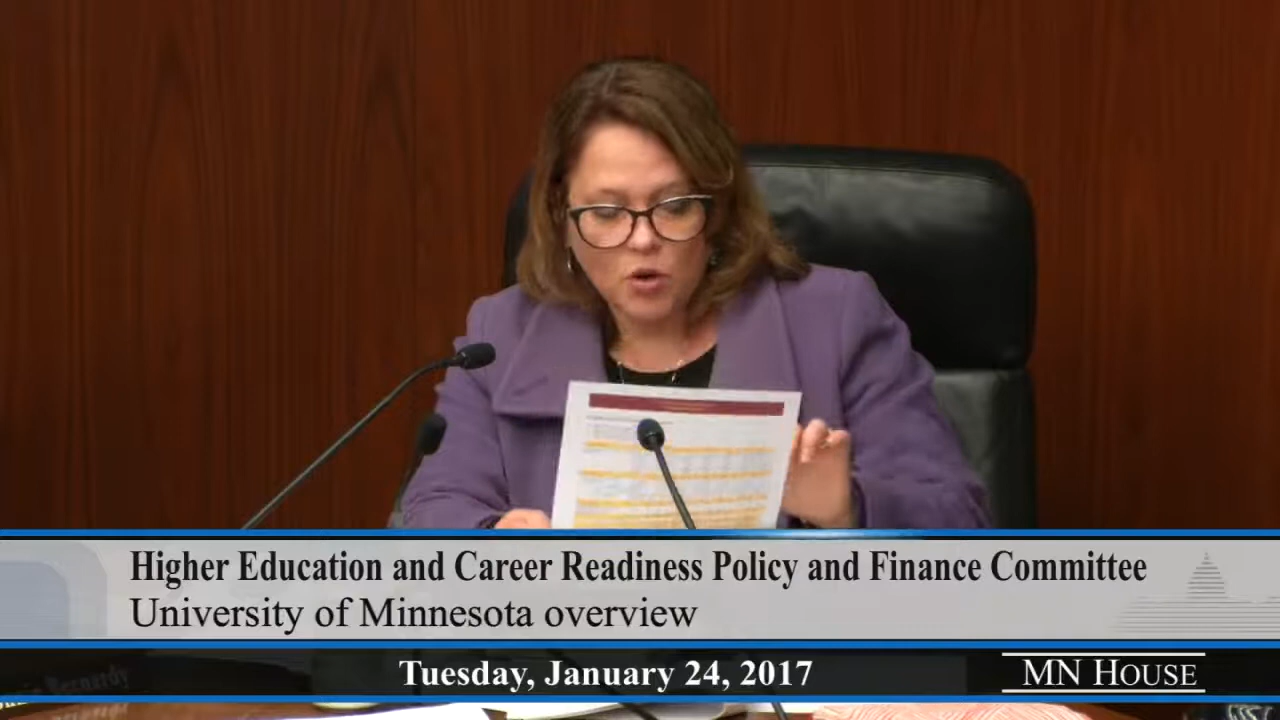 Higher Education and Career Readiness Policy and Finance Committee
University of Minnesota overview
Tuesday, January 24, 2017
MN HOUSE
Bernardy